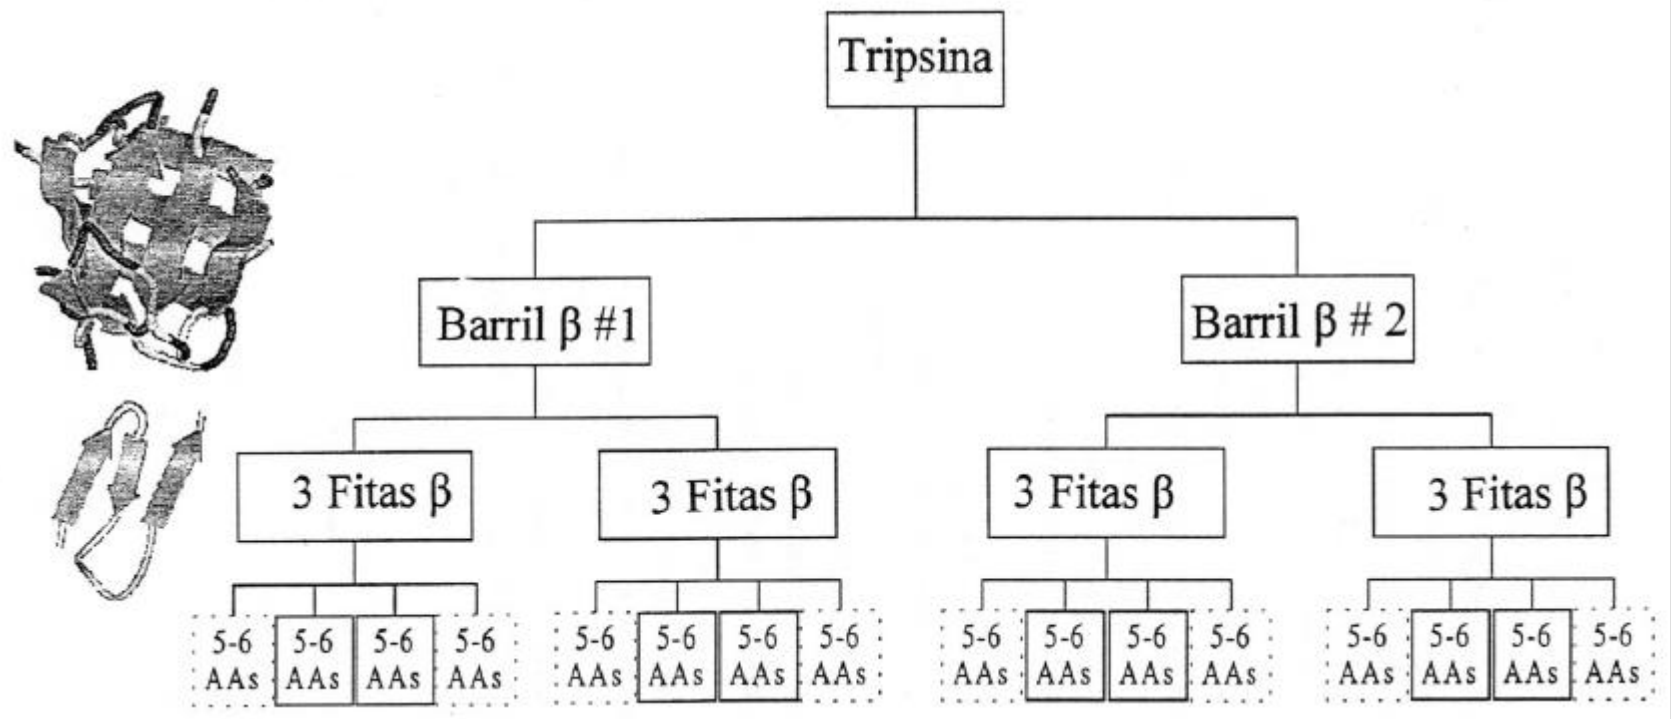 Tripsina
Barril β #1
Barril β # 2
3 Fitas β
3 Fitas β
3 Fitas β
3 Fitas β
5-6
AAs
5-6
AAs
5-6
AAs
5-6
AAs
5-6
AAs
5-6
AAs
5-6
AAs
5-6
AAs
5-6
AAs
5-6
AAs
5-6
AAs
5-6
AAs
5-6
AAs
5-6
AAs
5-6
AAs
5-6
AAs